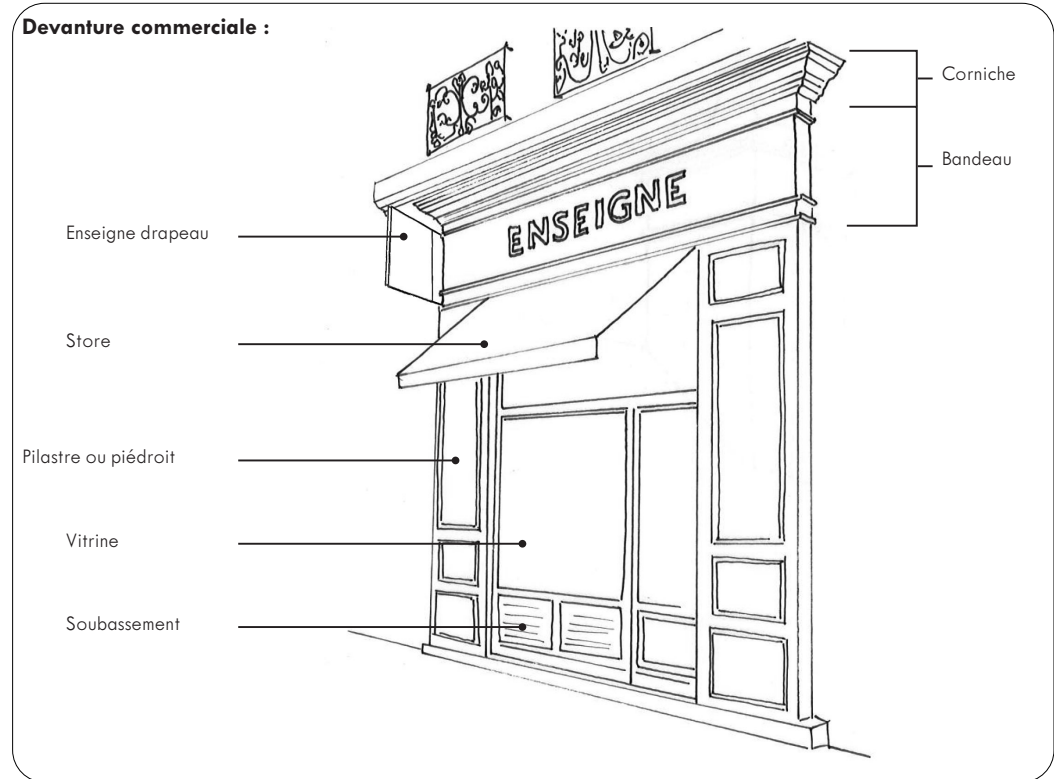 Devanture commerciale :
Corniche
Bandeau
ENSEIGNE
Enseigne drapeau
Store
Pilastre ou piédroit
Vitrine
Soubassement